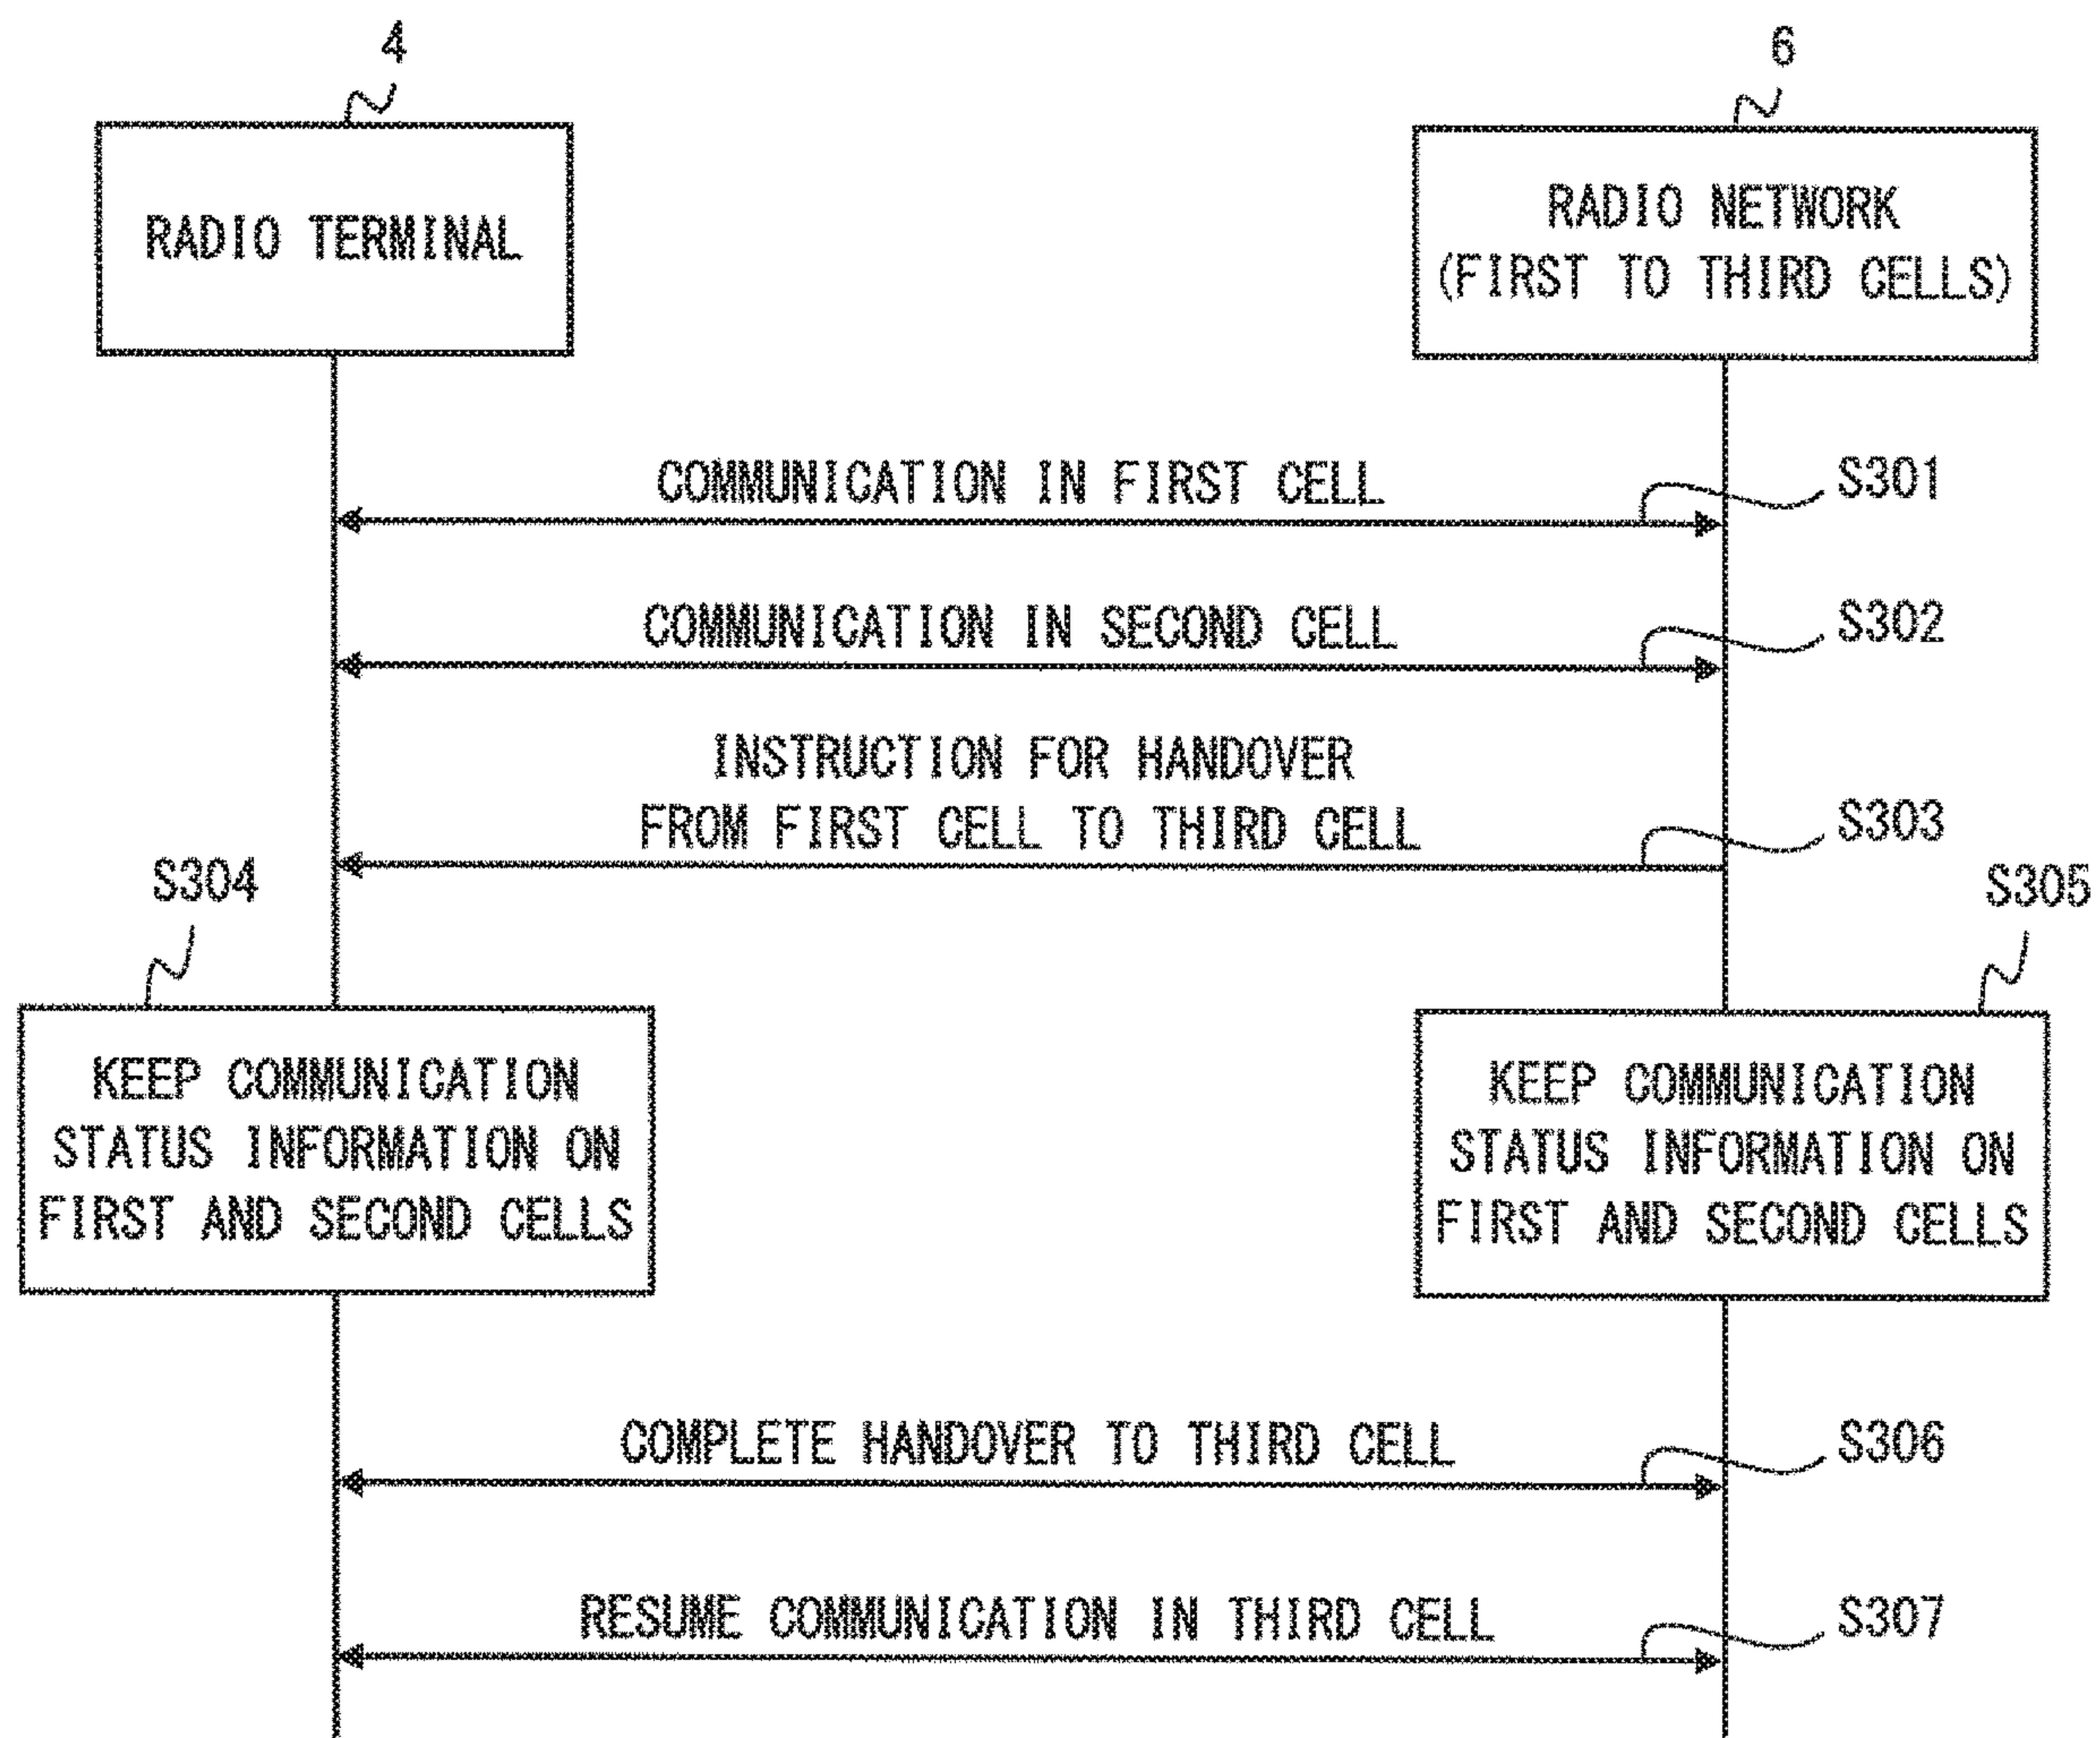 4
6
RADIO TERMINAL
RADIO NETWORK
(FIRST TO THIRD CELLS)
COMMUNICATION IN FIRST CELL
S301
COMMUNICATION IN SECOND CELL
S302
INSTRUCTION FOR HANDOVER
FROM FIRST CELL TO THIRD CELL
S303
S304
S305
KEEP COMMUNICATION
STATUS INFORMATION ON
FIRST AND SECOND CELLS
KEEP COMMUNICATION
STATUS INFORMATION ON
FIRST AND SECOND CELLS
COMPLETE HANDOVER TO THIRD CELL
S306
RESUME COMMUNICATION IN THIRD CELL
S307